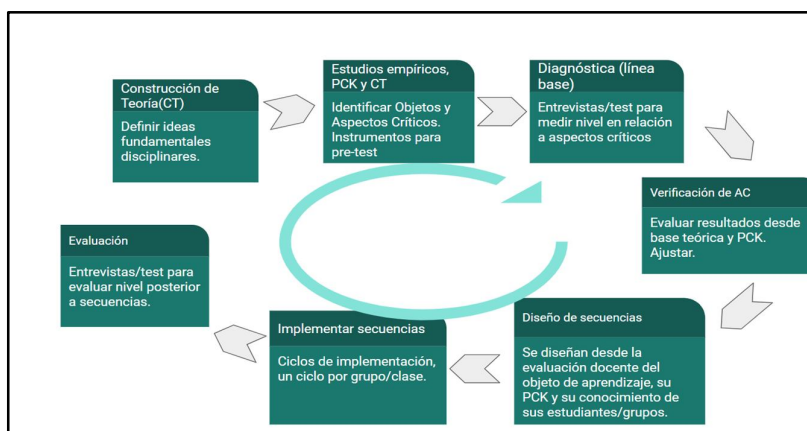 Construcción de
Teoría(CT)
Definir ideas
fundamentales
disciplinares.
Estudios empíricos,
PCK y CT
Identificar Objetos y
Aspectos Críticos.
Instrumentos para
pre-test
Diagnóstica (línea
base)
Entrevistas/test para
medir nivel en relación
a aspectos críticos
Verificación de AC
Evaluar resultados desde
base teórica y PCK.
Ajustar.
Diseño de secuencias
Se diseñan desde la
evaluación docente del
objeto de aprendizaje, su
PCK y su conocimiento de
sus estudiantes/grupos.
Implementar secuencias
Ciclos de implementación,
un ciclo por grupo/clase.
Evaluación
Entrevistas/test para
evaluar nivel posterior
a secuencias.